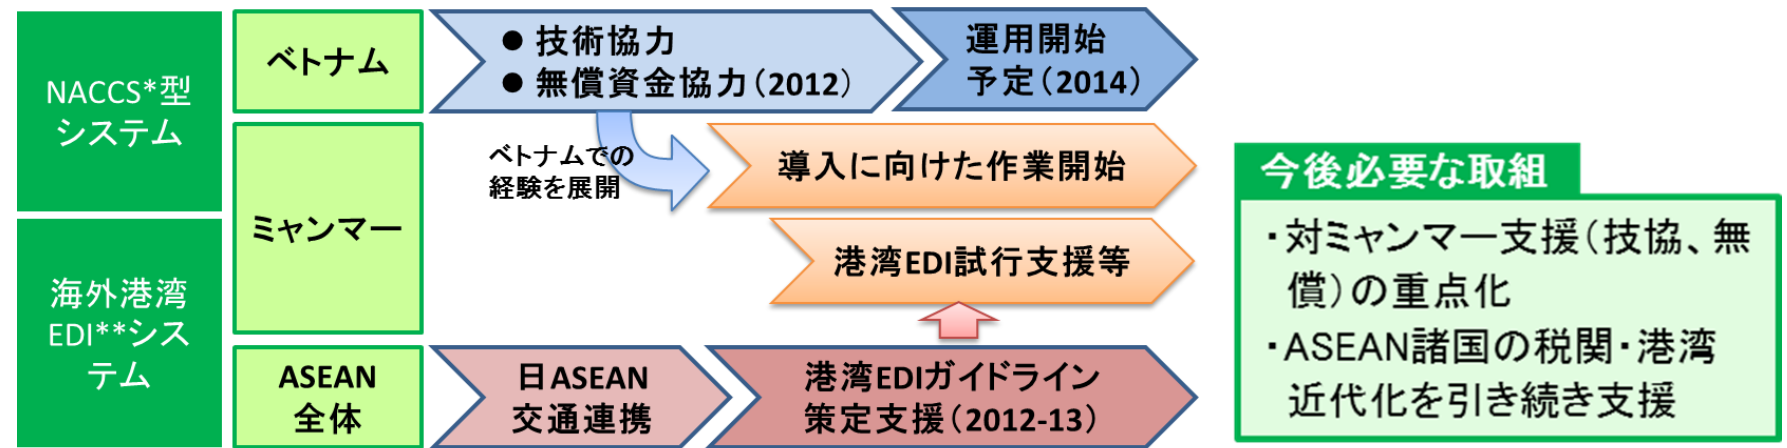 NACCS*型
システム
ベトナム
● 技術協力
● 無償資金協力(2012)
運用開始
予定(2014)
ベトナムでの
経験を展開
導入に向けた作業開始
ミャンマー
港湾EDI試行支援等
海外港湾
EDI**シス
テム
ASEAN
全体
日ASEAN
交通連携
港湾EDIガイドライン
策定支援(2012-13)
今後必要な取組
・対ミャンマー支援(技協、無
償)の重点化
・ASEAN諸国の税関・港湾
近代化を引き続き支援